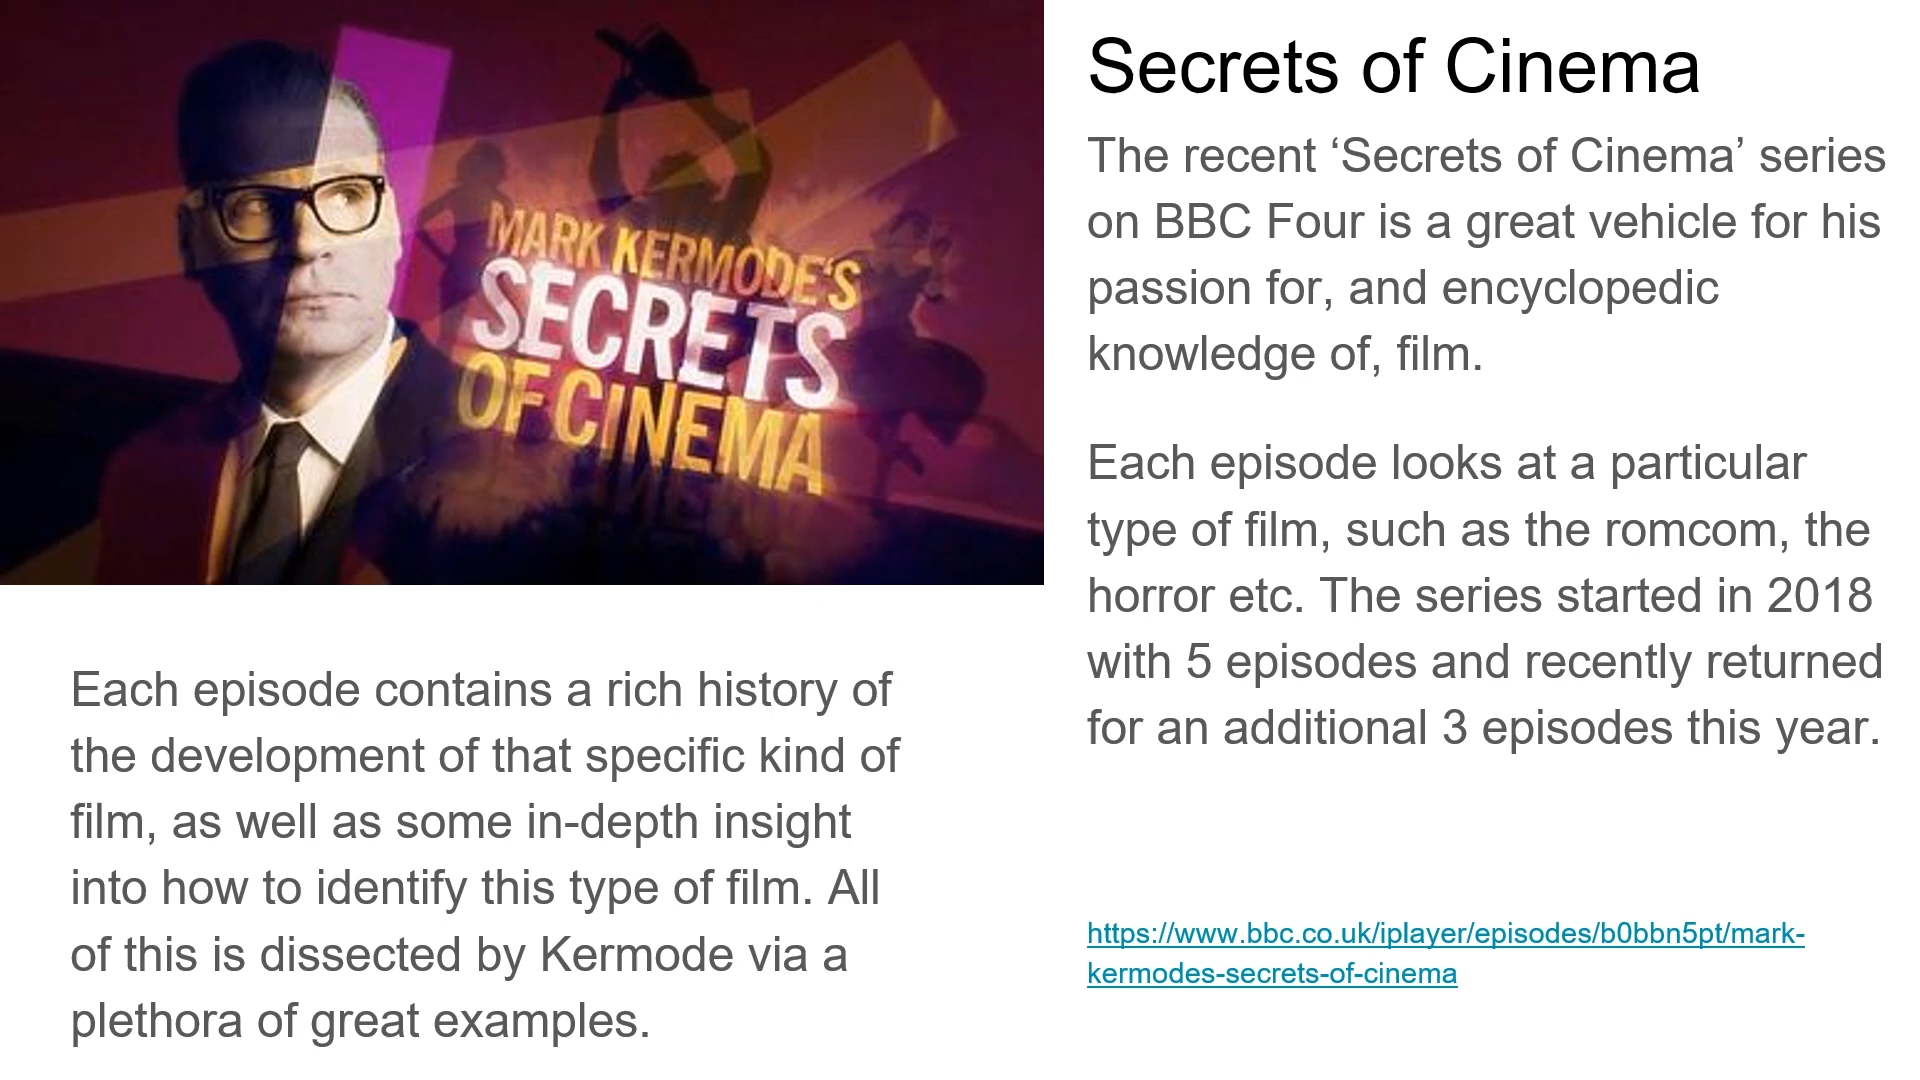 MARK KERMODE'S
SECRETS
OF CINEMA
Secrets of Cinema
The recent ‘Secrets of Cinema’ series
on BBC Four is a great vehicle for his
passion for, and encyclopedic
knowledge of, film.
Each episode looks at a particular
type of film, such as the romcom, the
horror etc. The series started in 2018
with 5 episodes and recently returned
for an additional 3 episodes this year.
Each episode contains a rich history of
the development of that specific kind of
film, as well as some in-depth insight
into how to identify this type of film. All
of this is dissected by Kermode via a
plethora of great examples.
https://www.bbc.co.uk/iplayer/episodes/b0bbn5pt/mark-
kermodes-secrets-of-cinema